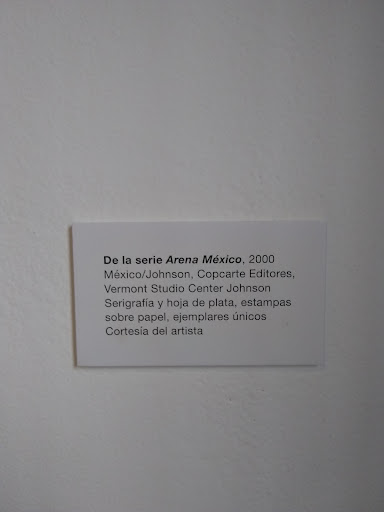 De la serie Arena México, 2000
México/Johnson, Copcarte Editores,
Vermont Studio Center Johnson
Serigrafía y hoja de plata, estampas
sobre papel, ejemplares únicos
Cortesía del artista